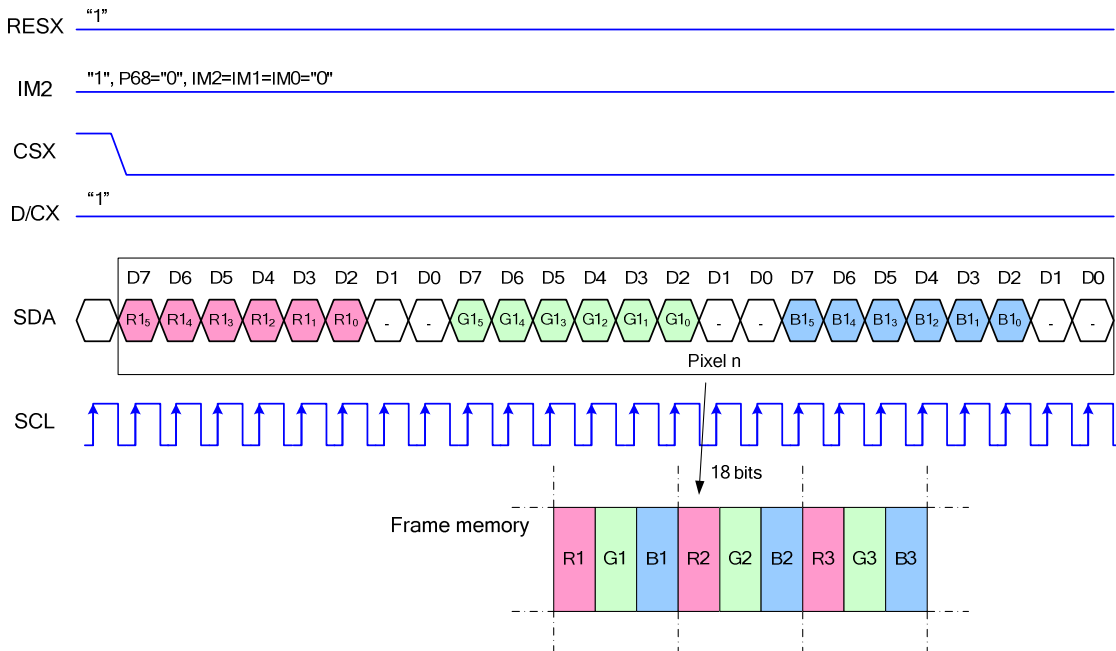 RESX “1”
IM2 "1", P68="0", IM2=IM1=IM0="0"
CSX
D/CX “1”
D7 D6 D5 D4 D3 D2 D1 D0 D7 D6 D5 D4 D3 D2 D1 D0 D7 D6 D5 D4 D3 D2 D1 D0
SDA R1₅ R1₄ R1₃ R1₂ R1₁ R1₀ - - G1₅ G1₄ G1₃ G1₂ G1₁ G1₀ - - B1₅ B1₄ B1₃ B1₂ B1₁ B1₀ - -
Pixel n
SCL
18 bits
Frame memory
R1 G1 B1 R2 G2 B2 R3 G3 B3